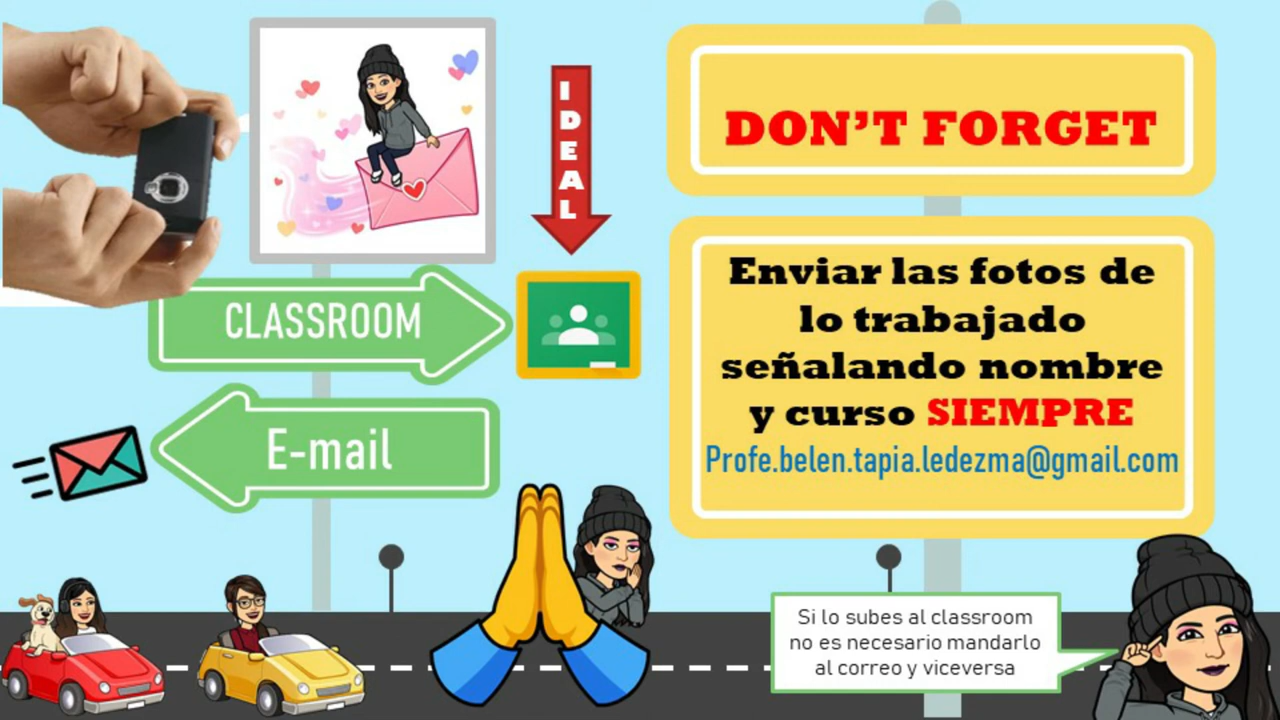 IDEAL
CLASSROOM
E-mail
DON'T FORGET
Enviar las fotos de
lo trabajado
señalando nombre
y curso SIEMPRE
Profe.belen.tapia.ledezma@gmail.com
Si lo subes al classroom
no es necesario mandarlo
al correo y viceversa